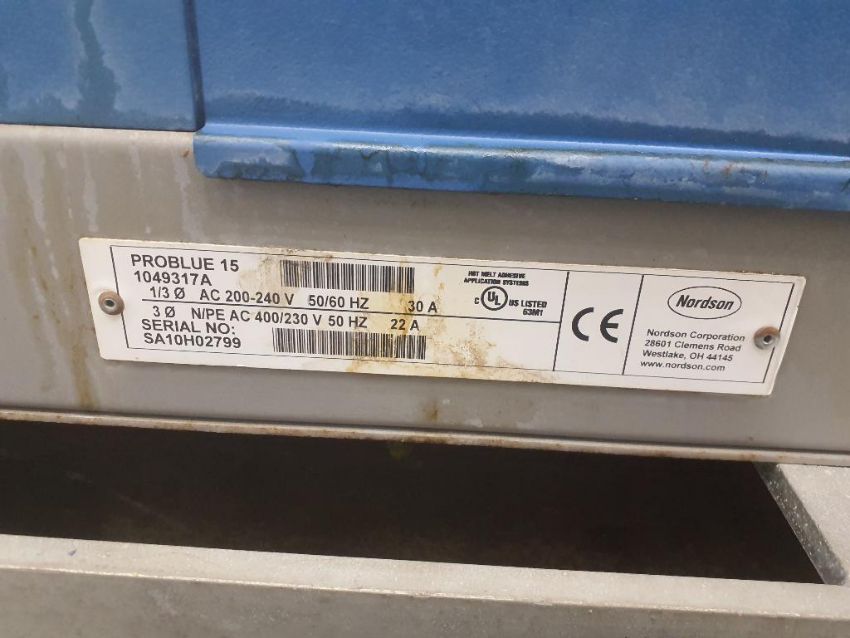 PROBLUE 15
1049317A
1/3 Ø AC 200-240 V 50/60 HZ 30 A
3 Ø N/PE AC 400/230 V 50 HZ 22 A
SERIAL NO:
SA10H02799
HOT MELT ADHESIVE
APPLICATION SYSTEMS
C UL US LISTED
63M1
CE
Nordson
Nordson Corporation
28601 Clemens Road
Westlake, OH 44145
www.nordson.com